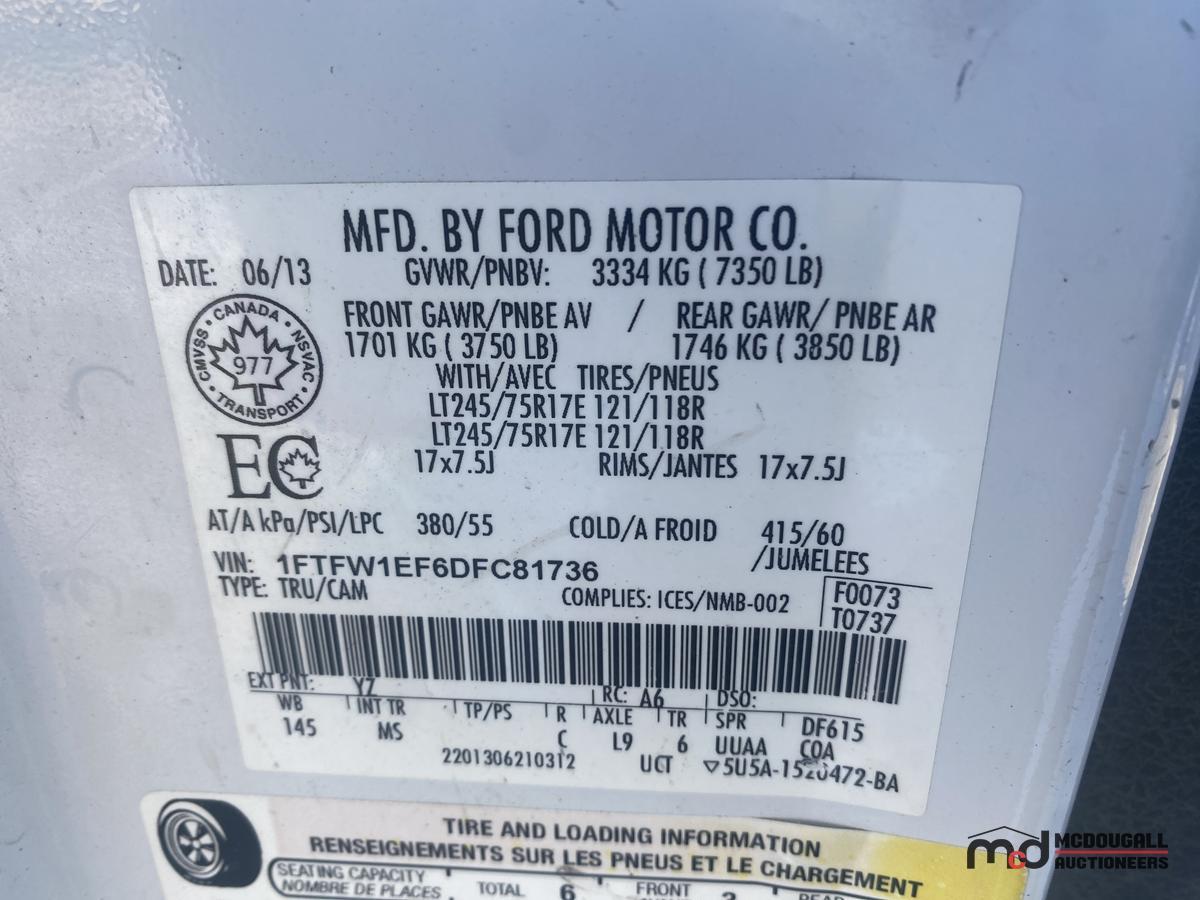 MFD. BY FORD MOTOR CO.
DATE: 06/13 GVWR/PNBV: 3334 KG ( 7350 LB)
FRONT GAWR/PNBE AV / REAR GAWR/ PNBE AR
1701 KG ( 3750 LB) 1746 KG ( 3850 LB)
CMVSS · CANADA · NSVAC
977
· TRANSPORT ·
WITH/AVEC TIRES/PNEUS
LT245/75R17E 121/118R
LT245/75R17E 121/118R
EC
17x7.5J RIMS/JANTES 17x7.5J
AT/A kPa/PSI/LPC 380/55 COLD/A FROID 415/60
/JUMELEES
VIN: 1FTFW1EF6DFC81736
TYPE: TRU/CAM COMPLIES: ICES/NMB-002 F0073
T0737
EXT PNT: YZ RC: A6 DSO:
WB INT TR TP/PS R AXLE TR SPR DF615
145 MS C L9 6 UUAA COA
2201306210312 UCT ▽5U5A-1520472-BA
TIRE AND LOADING INFORMATION
RENSEIGNEMENTS SUR LES PNEUS ET LE CHARGEMENT
SEATING CAPACITY
NOMBRE DE PLACES TOTAL 6 FRONT
mcd MCDOUGALL
AUCTIONEERS